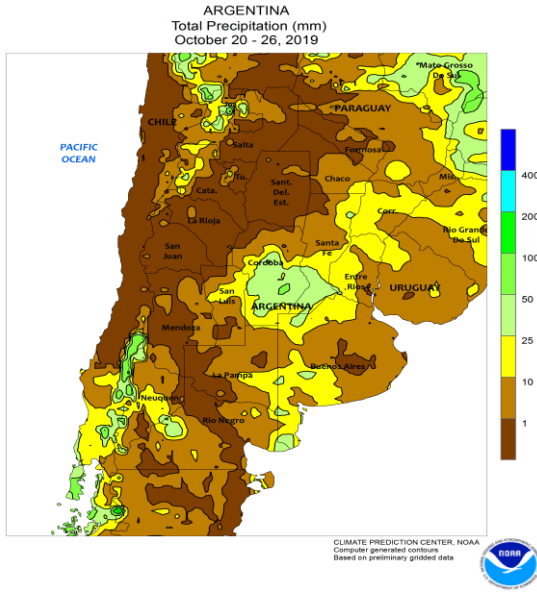 ARGENTINA
Total Precipitation (mm)
October 20 - 26, 2019
Mato Grosso
Do Sul
Juj.
PARAGUAY
CHILE
PACIFIC
OCEAN
Salta
Formosa
Tu.
Chaco
Mis.
Cata.
Sant.
Del.
Est.
Corr.
La Rioja
Rio Grande
Do Sul
Santa
Fe
San
Juan
Cordoba
Entre
Rios
URUGUAY
San
Luis
ARGENTINA
Mendoza
La Pampa
Buenos Aires
Neuquen
Rio Negro
400
200
100
50
25
10
1
CLIMATE PREDICTION CENTER, NOAA
Computer generated contours
Based on preliminary gridded data
NOAA